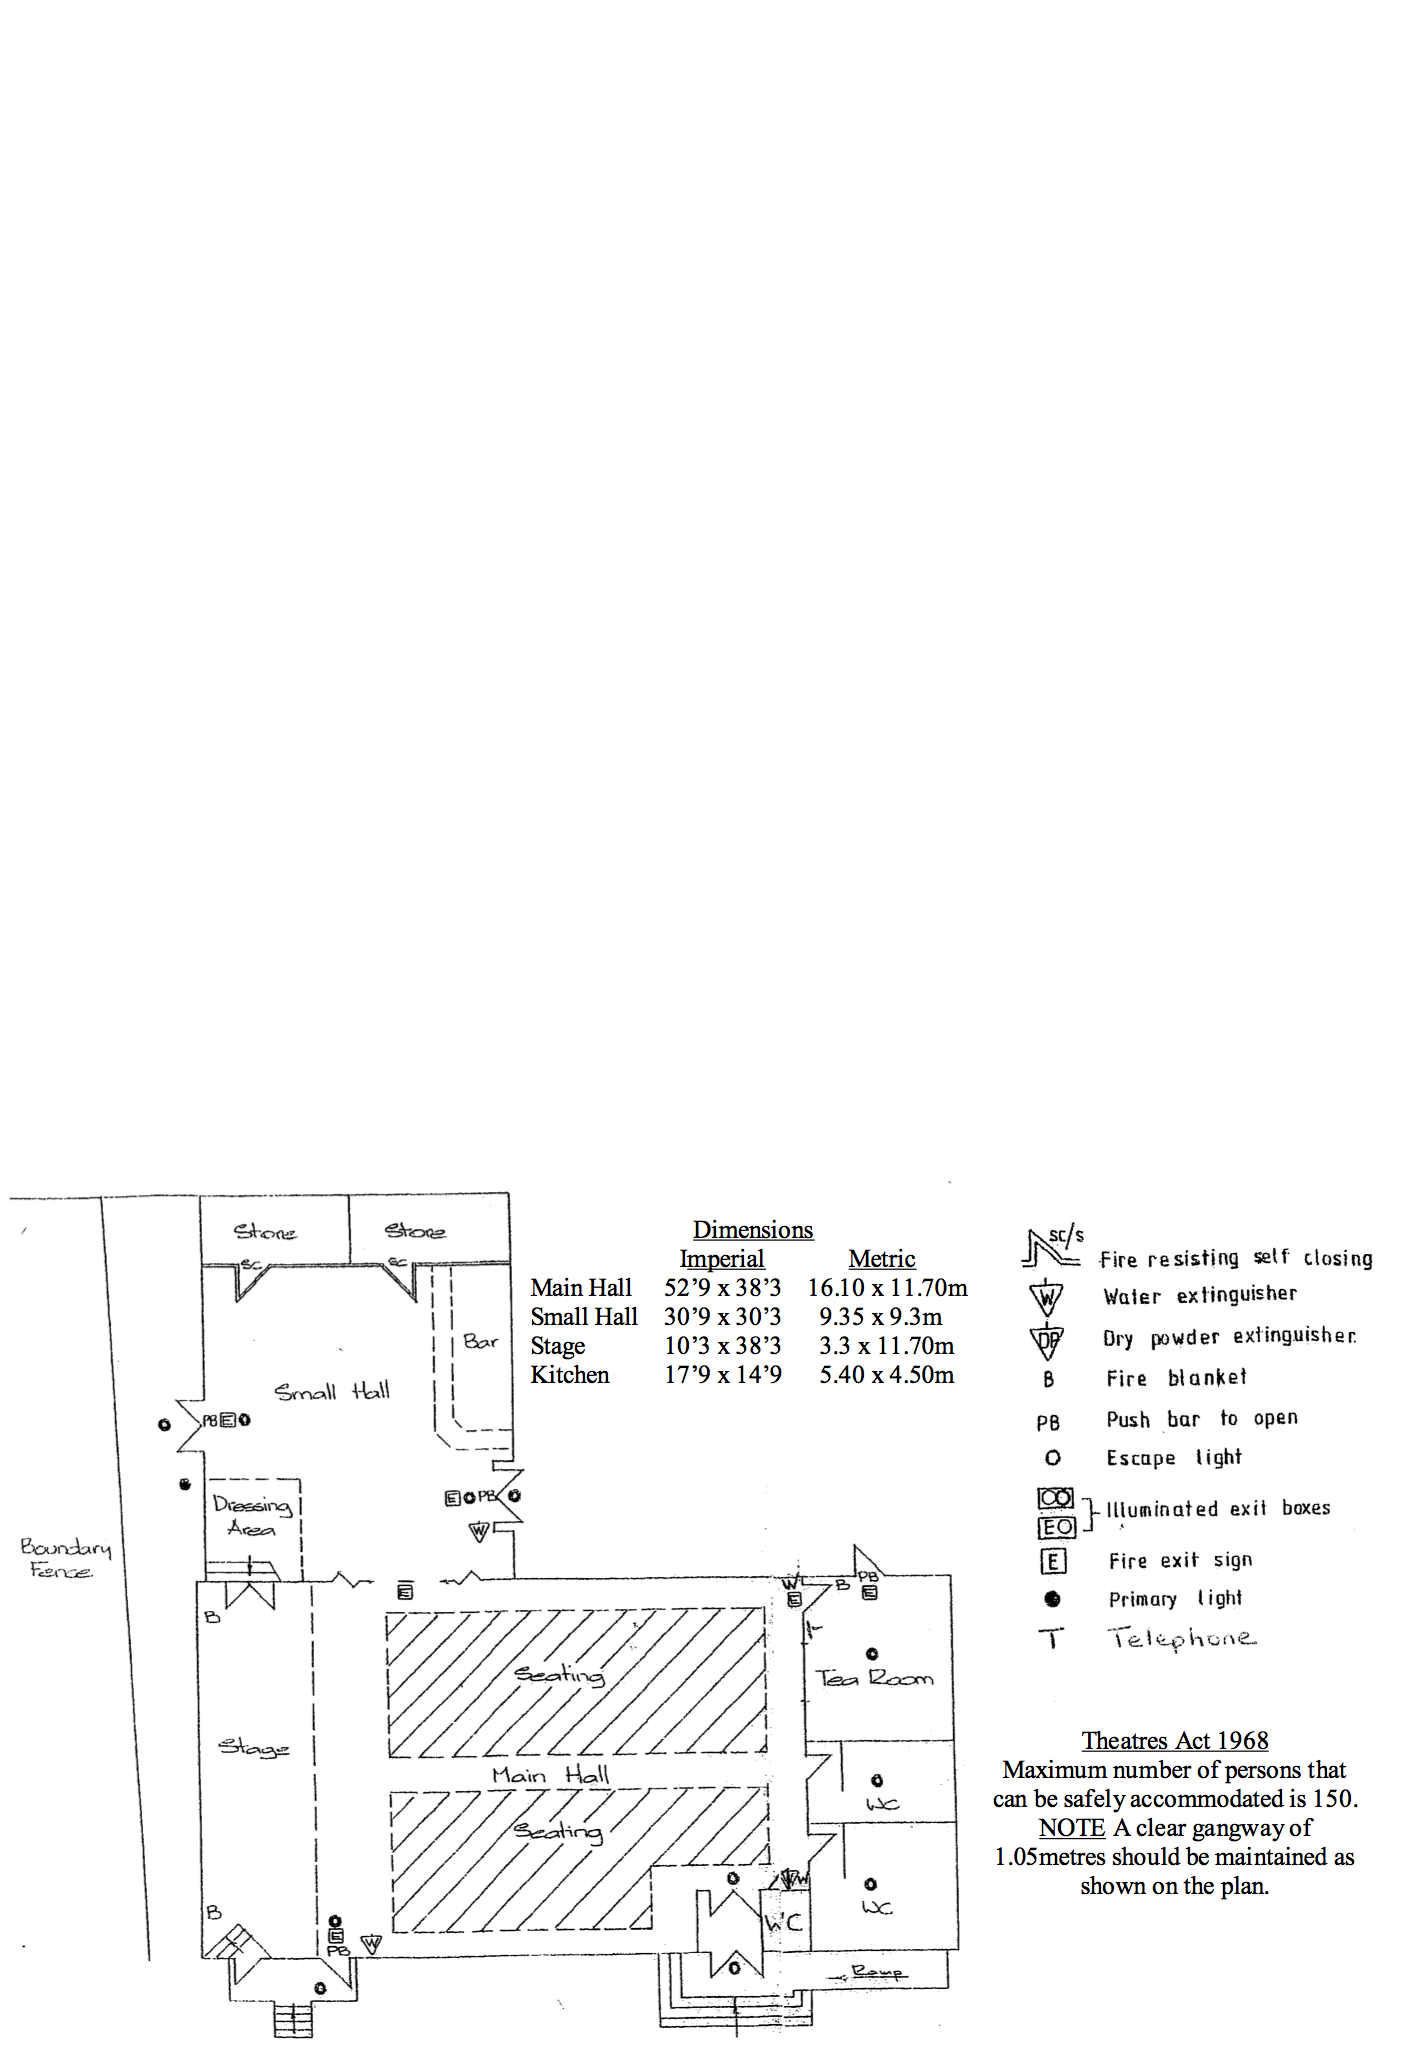 Store
Store
SC
SC
Bar
Small Hall
PB E
Dressing
Area
E PB
W
Boundary
Fence
E
B
Stage
B
E
PB
W
Seating
Main Hall
Seating
W
E
B
PB
E
Tea Room
WC
WC
W
WC
Ramp
Dimensions
Imperial Metric
Main Hall 52’9 x 38’3 16.10 x 11.70m
Small Hall 30’9 x 30’3 9.35 x 9.3m
Stage 10’3 x 38’3 3.3 x 11.70m
Kitchen 17’9 x 14’9 5.40 x 4.50m
SC/S Fire resisting self closing
W Water extinguisher
DP Dry powder extinguisher.
B Fire blanket
PB Push bar to open
Escape light
EO Illuminated exit boxes
E Fire exit sign
Primary light
T Telephone
Theatres Act 1968
Maximum number of persons that
can be safely accommodated is 150.
NOTE A clear gangway of
1.05metres should be maintained as
shown on the plan.